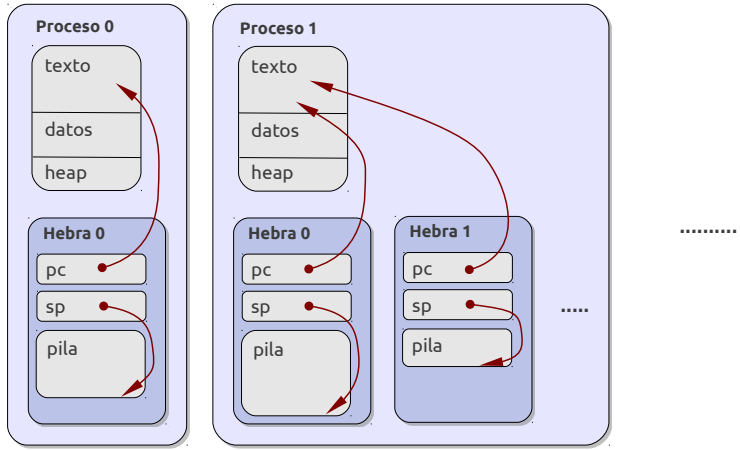 Proceso 0
texto
datos
heap
Hebra 0
pc
sp
pila
Proceso 1
texto
datos
heap
Hebra 0
pc
sp
pila
Hebra 1
pc
sp
pila
.....
..........